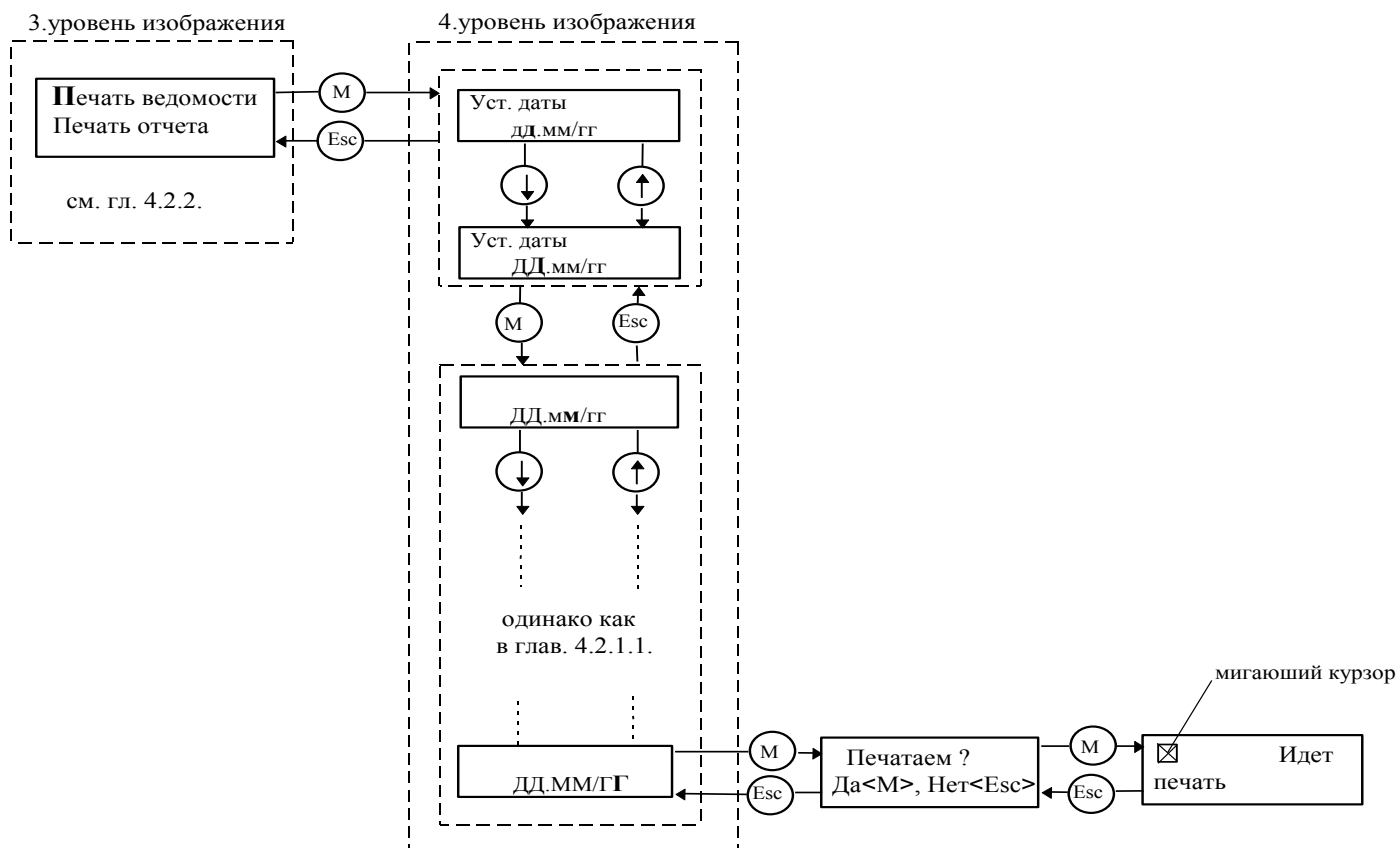 3.уровень изображения
4.уровень изображения
Печать ведомости
Печать отчета
см. гл. 4.2.2.
М
Esc
Уст. даты
дд.мм/гг
Уст. даты
ДД.мм/гг
М
Esc
ДД.мм/гг
одинако как
в глав. 4.2.1.1.
ДД.ММ/ГГ
М
Esc
Печатаем ?
Да<М>, Нет<Esc>
М
Esc
мигаюший курзор
Идет
печать